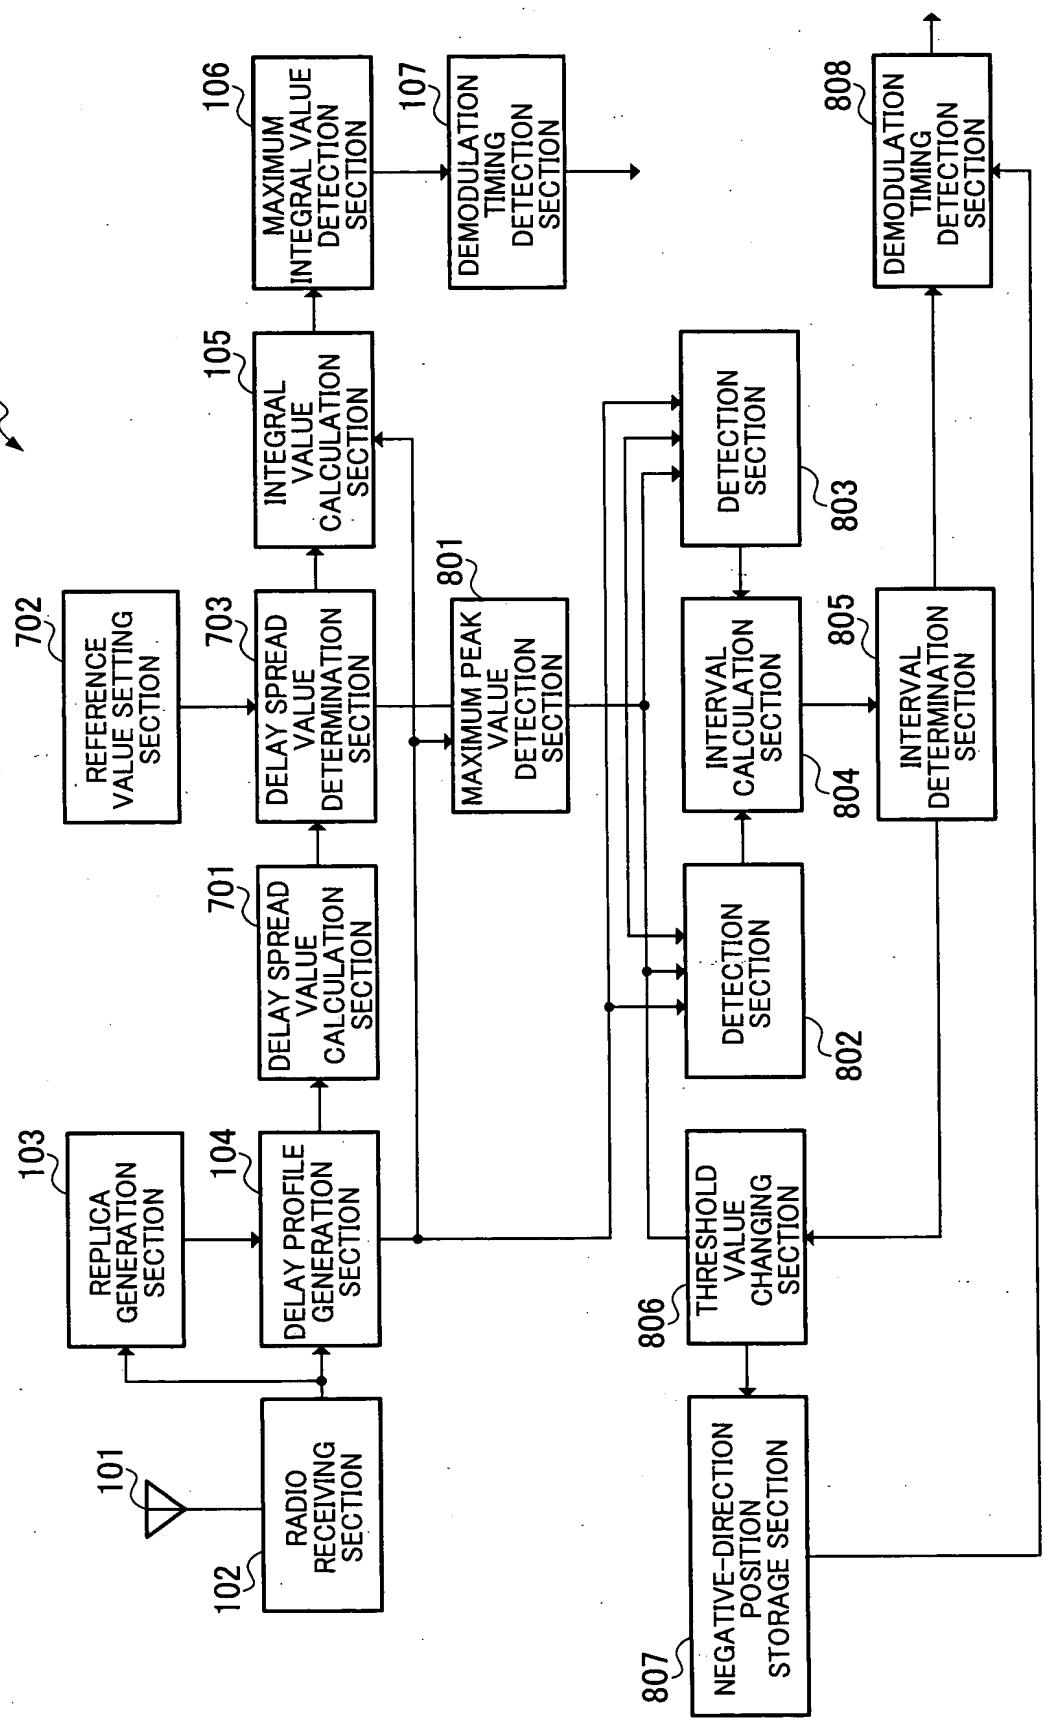 101
102
RADIO
RECEIVING
SECTION
103
REPLICA
GENERATION
SECTION
104
DELAY PROFILE
GENERATION
SECTION
701
DELAY SPREAD
VALUE
CALCULATION
SECTION
702
REFERENCE
VALUE SETTING
SECTION
703
DELAY SPREAD
VALUE
DETERMINATION
SECTION
105
INTEGRAL
VALUE
CALCULATION
SECTION
106
MAXIMUM
INTEGRAL VALUE
DETECTION
SECTION
107
DEMODULATION
TIMING
DETECTION
SECTION
801
MAXIMUM PEAK
VALUE
DETECTION
SECTION
807
NEGATIVE-DIRECTION
POSITION
STORAGE SECTION
806
THRESHOLD
VALUE
CHANGING
SECTION
DETECTION
SECTION
802
INTERVAL
CALCULATION
SECTION
804
DETECTION
SECTION
803
805
INTERVAL
DETERMINATION
SECTION
808
DEMODULATION
TIMING
DETECTION
SECTION